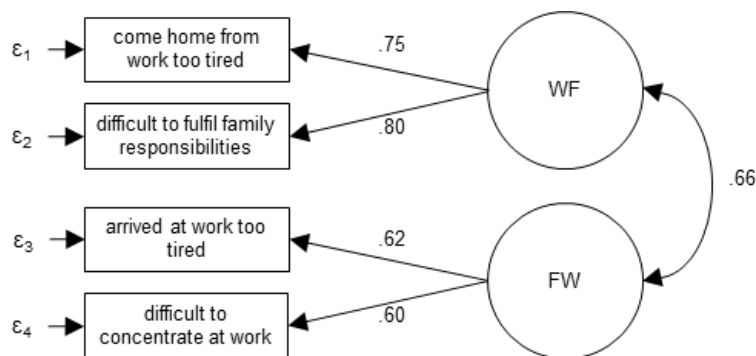 ε1
come home from
work too tired
.75
WF
ε2
difficult to fulfil family
responsibilities
.80
.66
ε3
arrived at work too
tired
.62
FW
ε4
difficult to
concentrate at work
.60